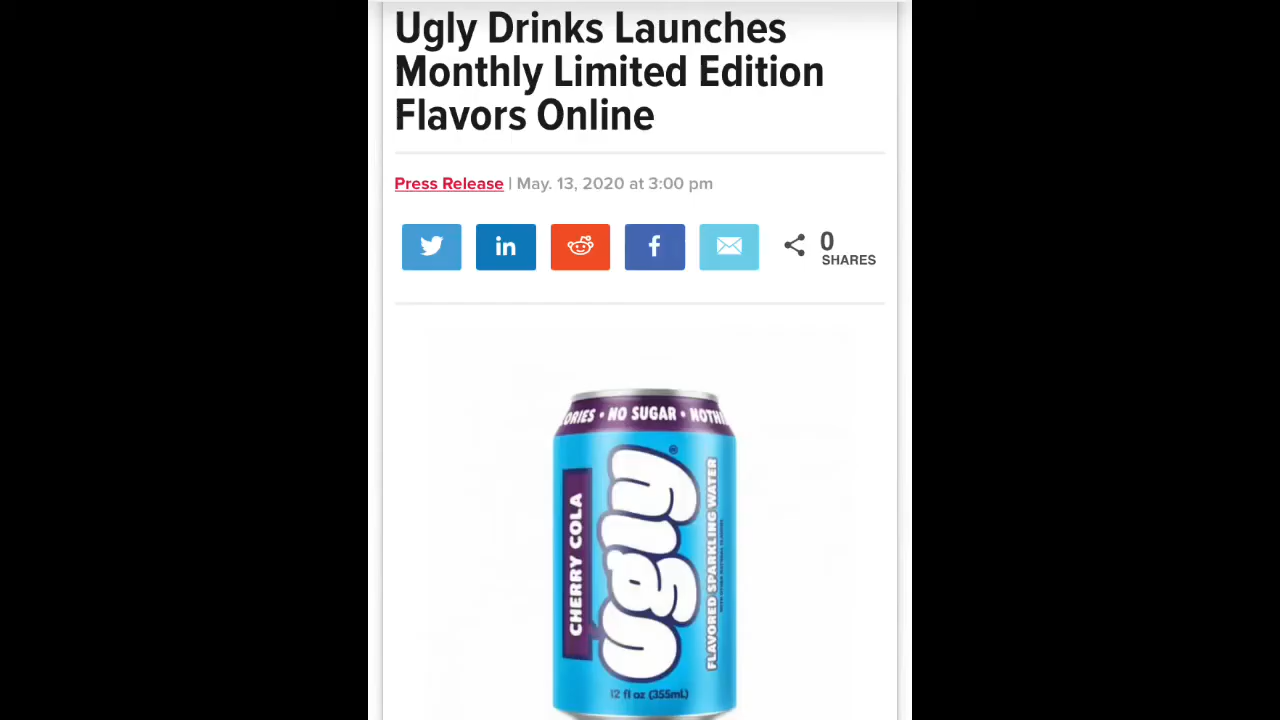 Ugly Drinks Launches
Monthly Limited Edition
Flavors Online
Press Release | May. 13, 2020 at 3:00 pm
0
SHARES
ORIES • NO SUGAR • NOTHI
CHERRY COLA
ugly®
FLAVORED SPARKLING WATER
12 fl oz (355mL)